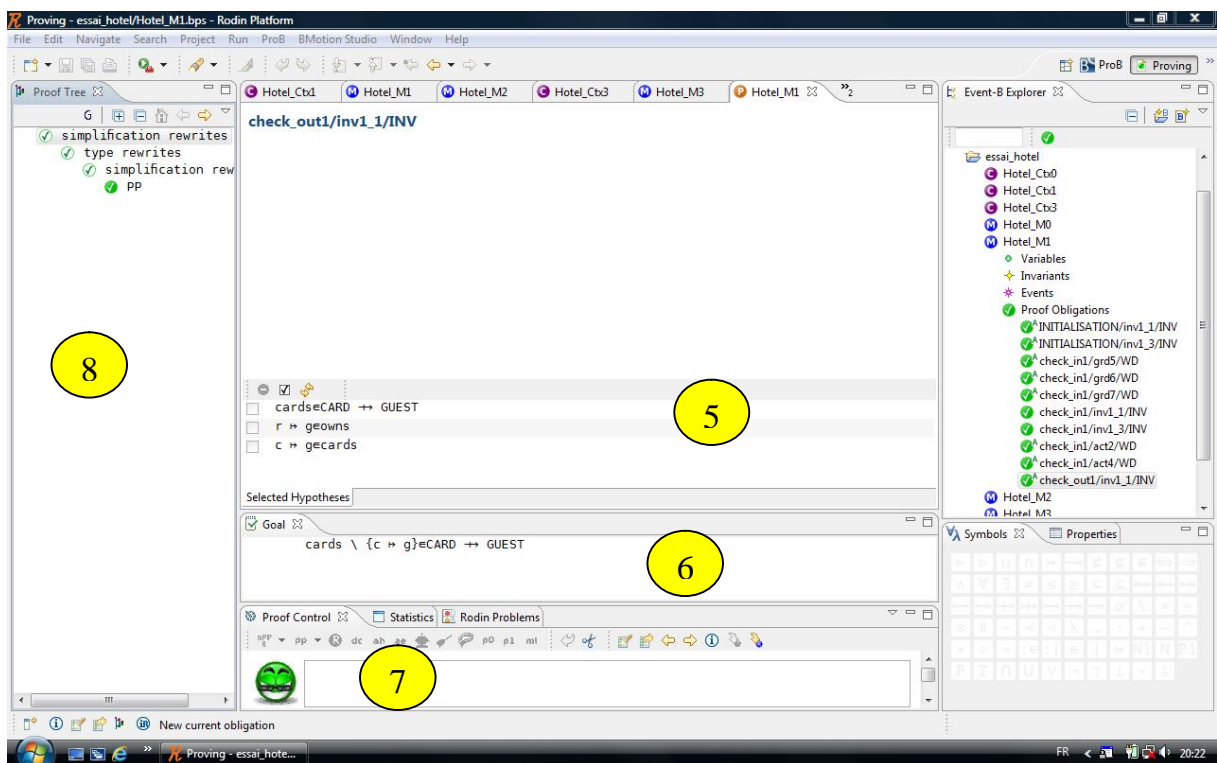 Proving - essai_hotel/Hotel_M1.bps - Rodin Platform
File Edit Navigate Search Project Run ProB BMotion Studio Window Help
ProB Proving »
Proof Tree
G
simplification rewrites
type rewrites
simplification rew
PP
8
Hotel_Ctx1 Hotel_M1 Hotel_M2 Hotel_Ctx3 Hotel_M3 Hotel_M1 »2
check_out1/inv1_1/INV
cards∈CARD ⇸ GUEST
r ↦ g∈owns
c ↦ g∈cards
5
Selected Hypotheses
Goal
cards ∖ {c ↦ g}∈CARD ⇸ GUEST
6
Proof Control Statistics Rodin Problems
nPP R pp R dc ah ae p0 p1 ml
7
Event-B Explorer
essai_hotel
Hotel_Ctx0
Hotel_Ctx1
Hotel_Ctx3
Hotel_M0
Hotel_M1
Variables
Invariants
Events
Proof Obligations
INITIALISATION/inv1_1/INV
INITIALISATION/inv1_3/INV
check_in1/grd5/WD
check_in1/grd6/WD
check_in1/grd7/WD
check_in1/inv1_1/INV
check_in1/inv1_3/INV
check_in1/act2/WD
check_in1/act4/WD
check_out1/inv1_1/INV
Hotel_M2
Hotel_M3
Symbols Properties
New current obligation
Proving - essai_hote...
FR < 20:22